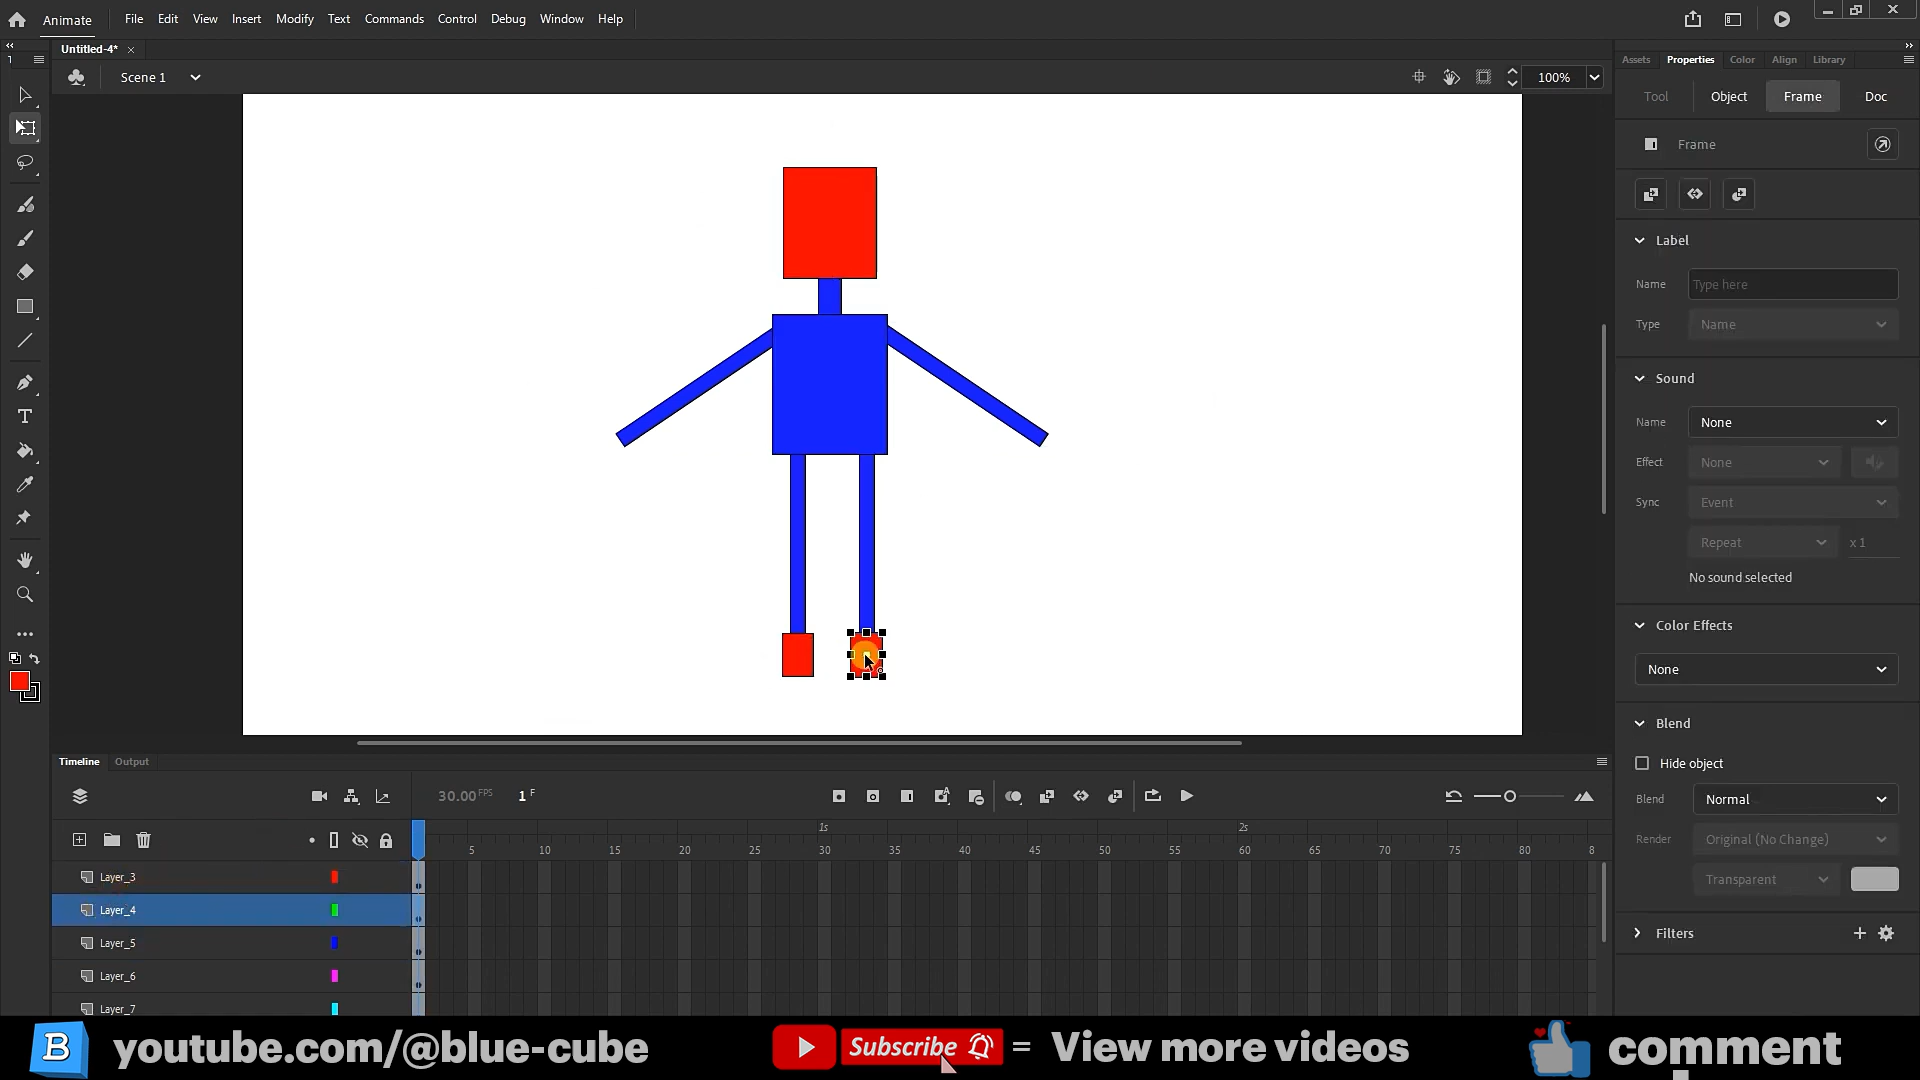 Animate File Edit View Insert Modify Text Commands Control Debug Window Help
Untitled-4*
Scene 1 100%
Assets Properties Color Align Library
Tool Object Frame Doc
Frame
Label
Name Type here
Type Name
Sound
Name None
Effect None
Sync Event
Repeat x 1
No sound selected
Color Effects
None
Blend
Hide object
Blend Normal
Render Original (No Change)
Transparent
Filters
Timeline Output
30.00 FPS 1 F
1s 2s
5 10 15 20 25 30 35 40 45 50 55 60 65 70 75 80 8
Layer_3
Layer_4
Layer_5
Layer_6
Layer_7
B youtube.com/@blue-cube Subscribe = View more videos comment